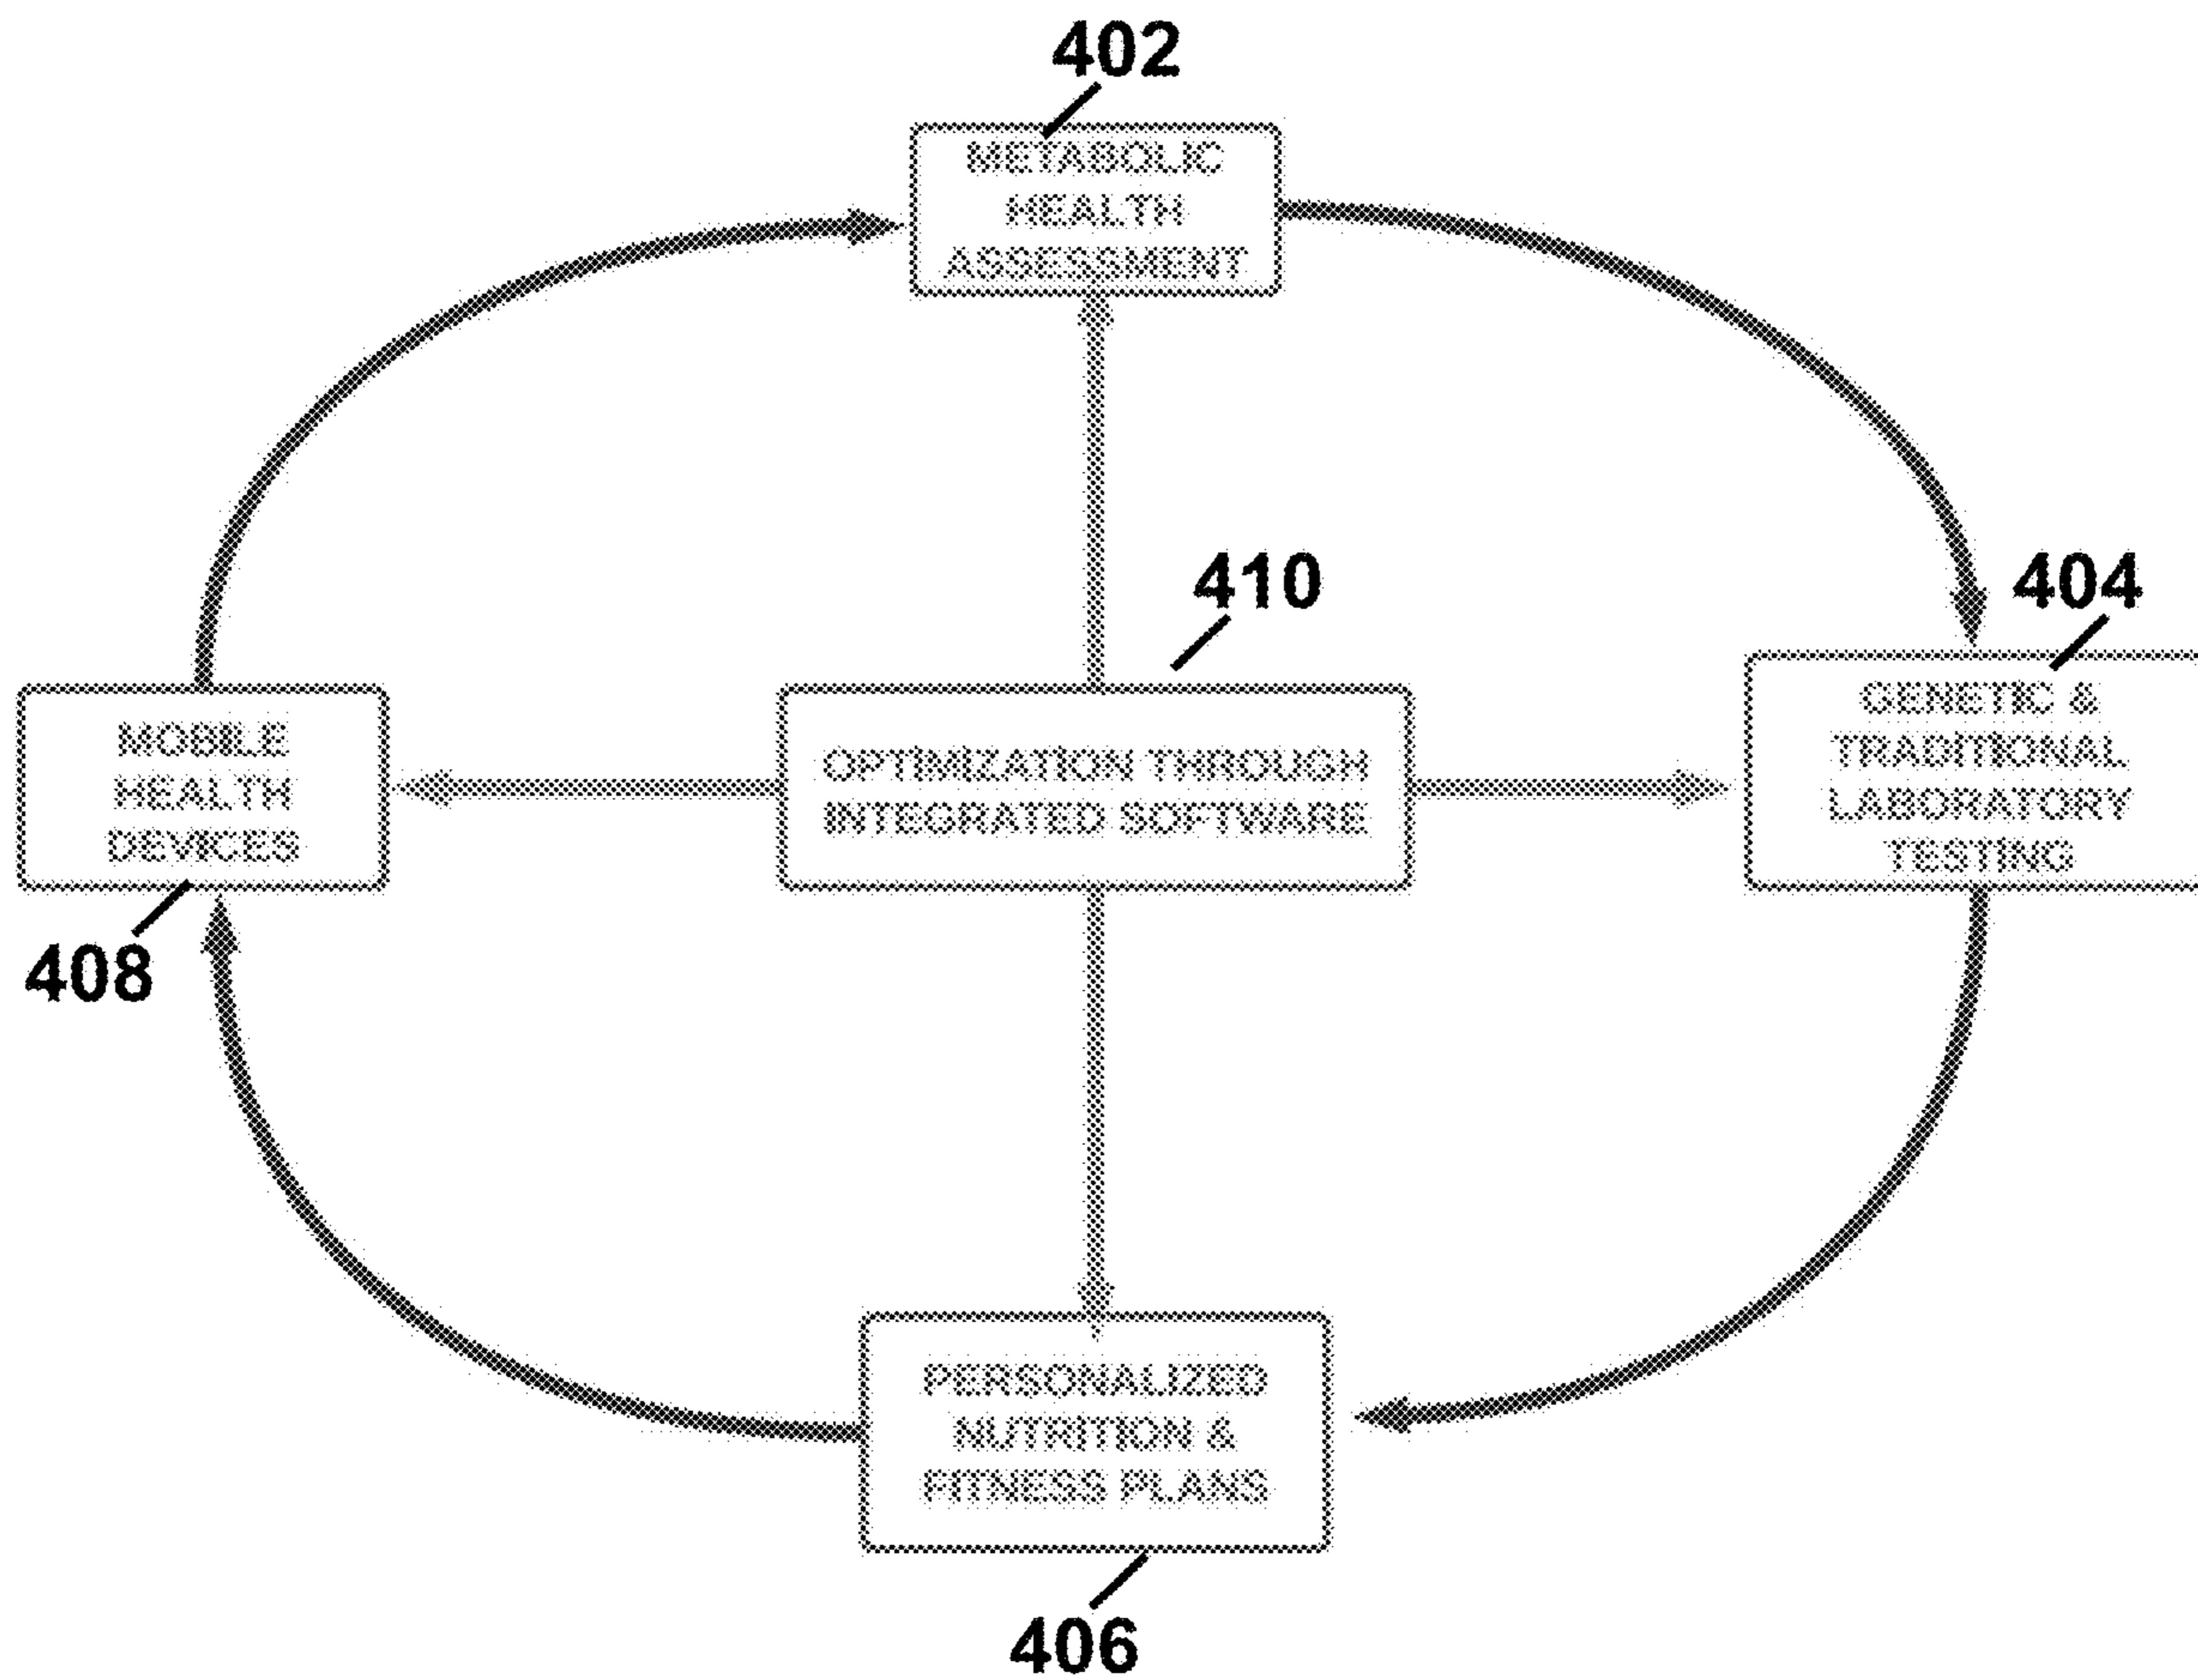 402
METABOLIC
HEALTH
ASSESSMENT
410
404
MOBILE
HEALTH
DEVICES
408
OPTIMIZATION THROUGH
INTEGRATED SOFTWARE
GENETIC &
TRADITIONAL
LABORATORY
TESTING
PERSONALIZED
NUTRITION &
FITNESS PLANS
406